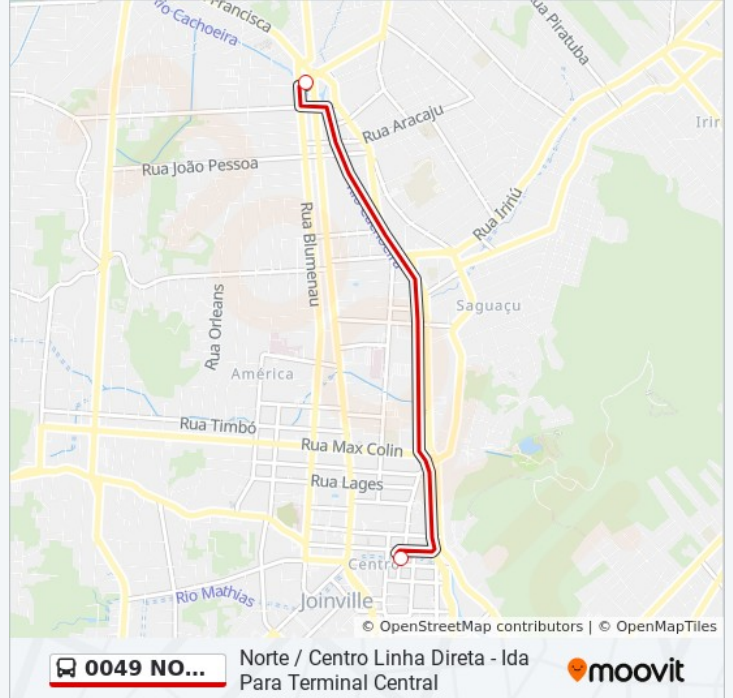 Francisca
Rio Cachoeira
Rua Piratuba
Rua Aracaju
Irir
Rua João Pessoa
Rua Iririú
Rua Blumenau
Rua Orleans
Saguaçu
América
Rua Timbó
Rua Max Colin
Rua Lages
Centro
Rio Mathias
Joinville
© OpenStreetMap contributors | © OpenMapTiles
0049 NO...
Norte / Centro Linha Direta - Ida
Para Terminal Central
moovit